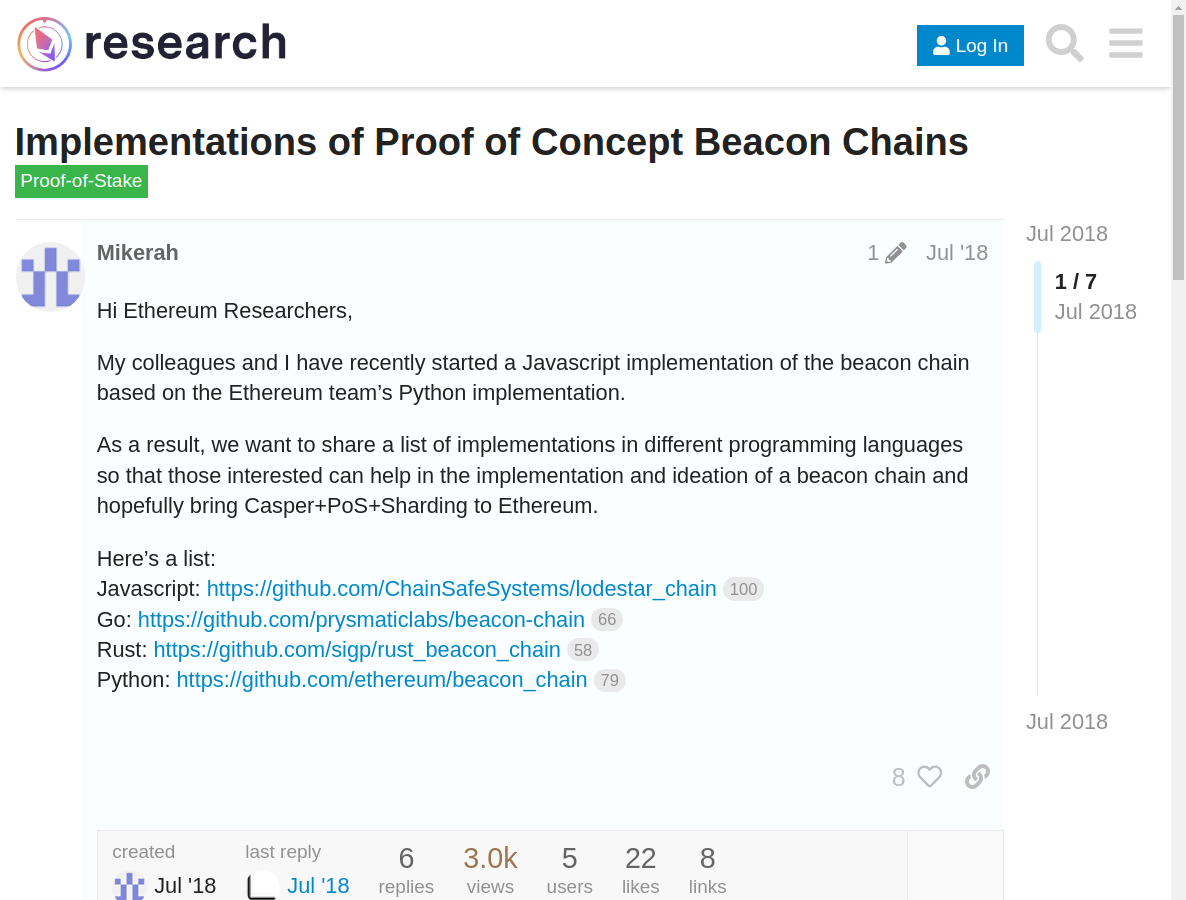 research
Log In
Implementations of Proof of Concept Beacon Chains
Proof-of-Stake
Mikerah
1
Jul '18
Hi Ethereum Researchers,
My colleagues and I have recently started a Javascript implementation of the beacon chain
based on the Ethereum team’s Python implementation.
As a result, we want to share a list of implementations in different programming languages
so that those interested can help in the implementation and ideation of a beacon chain and
hopefully bring Casper+PoS+Sharding to Ethereum.
Here’s a list:
Javascript: https://github.com/ChainSafeSystems/lodestar_chain 100
Go: https://github.com/prysmaticlabs/beacon-chain 66
Rust: https://github.com/sigp/rust_beacon_chain 58
Python: https://github.com/ethereum/beacon_chain 79
8
created
Jul '18
last reply
Jul '18
6
replies
3.0k
views
5
users
22
likes
8
links
Jul 2018
1 / 7
Jul 2018
Jul 2018